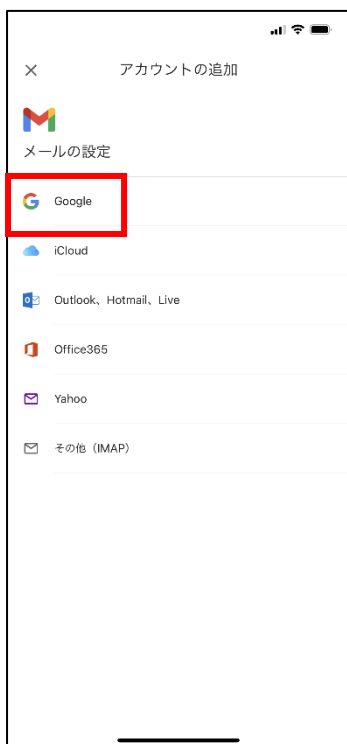 アカウントの追加
メールの設定
Google
iCloud
Outlook、Hotmail、Live
Office365
Yahoo
その他（IMAP）